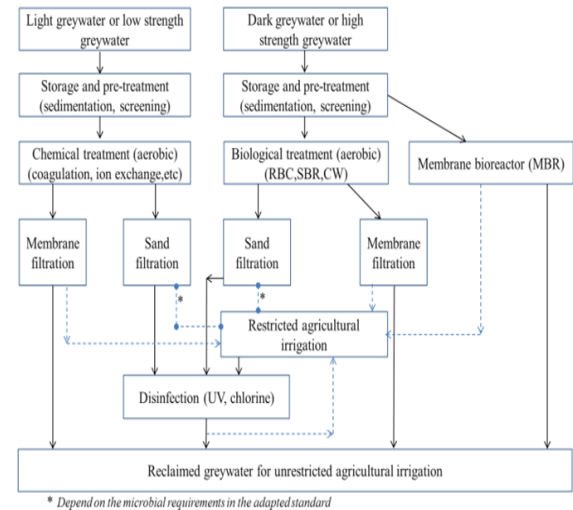 Light greywater or low strength
greywater
Dark greywater or high
strength greywater
Storage and pre-treatment
(sedimentation, screening)
Storage and pre-treatment
(sedimentation, screening)
Chemical treatment (aerobic)
(coagulation, ion exchange,etc)
Biological treatment (aerobic)
(RBC,SBR,CW)
Membrane bioreactor (MBR)
Membrane
filtration
Sand
filtration
Sand
filtration
Membrane
filtration
*
*
Restricted agricultural
irrigation
Disinfection (UV, chlorine)
Reclaimed greywater for unrestricted agricultural irrigation
* Depend on the microbial requirements in the adapted standard